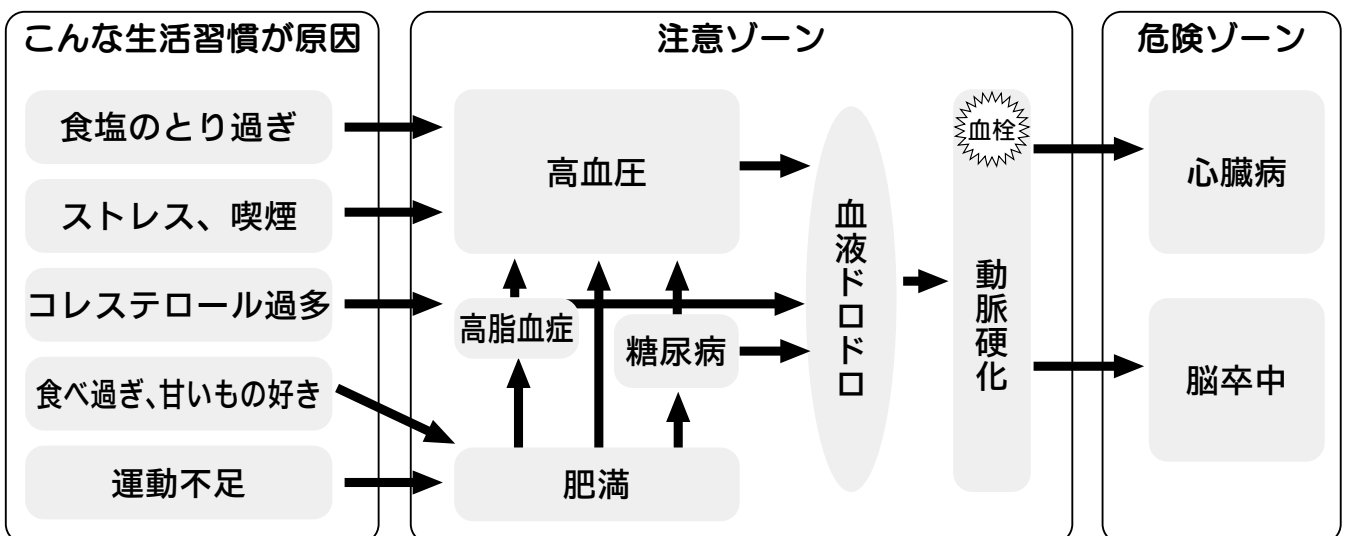 こんな生活習慣が原因
食塩のとり過ぎ
ストレス、喫煙
コレステロール過多
食べ過ぎ、甘いもの好き
運動不足
注意ゾーン
高血圧
高脂血症
糖尿病
肥満
血液ドロドロ
血栓
動脈硬化
危険ゾーン
心臓病
脳卒中